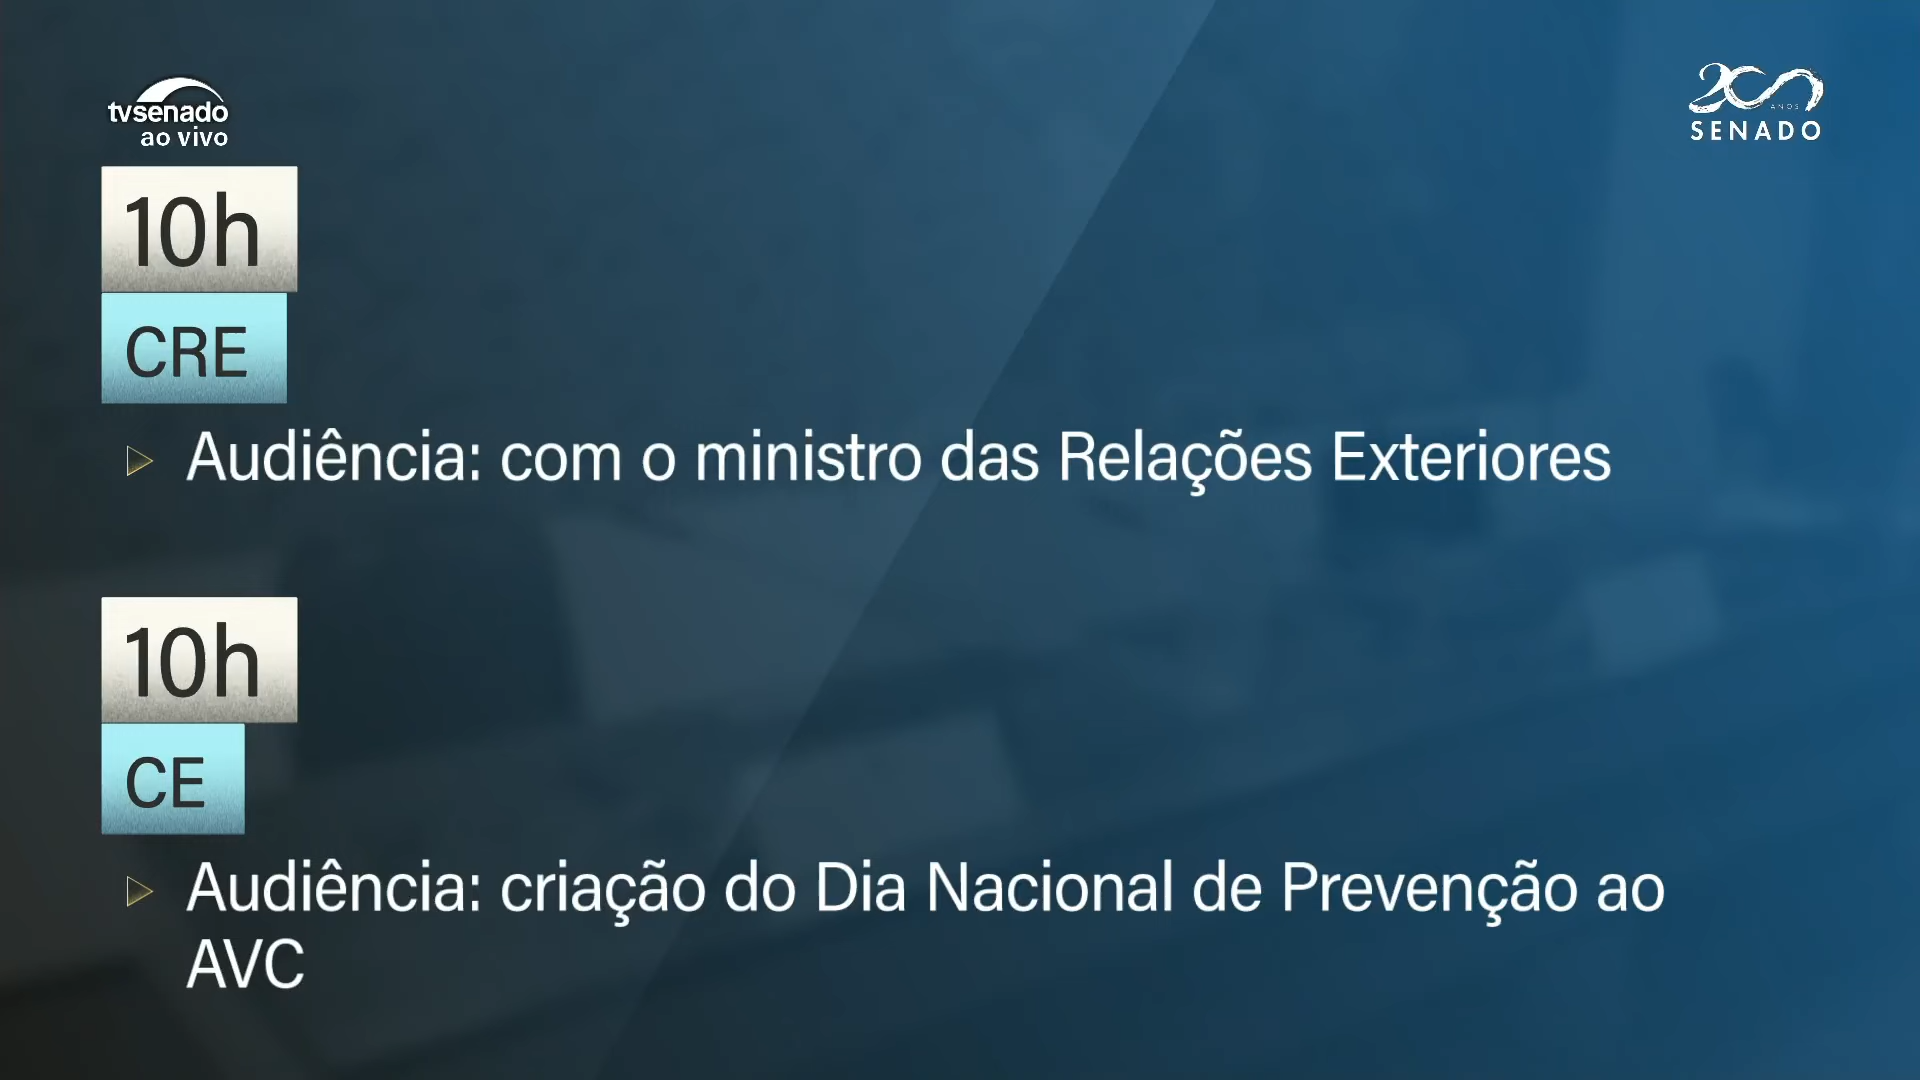 tvsenado
ao vivo
200
ANOS
SENADO
10h
CRE
Audiência: com o ministro das Relações Exteriores
10h
CE
Audiência: criação do Dia Nacional de Prevenção ao
AVC